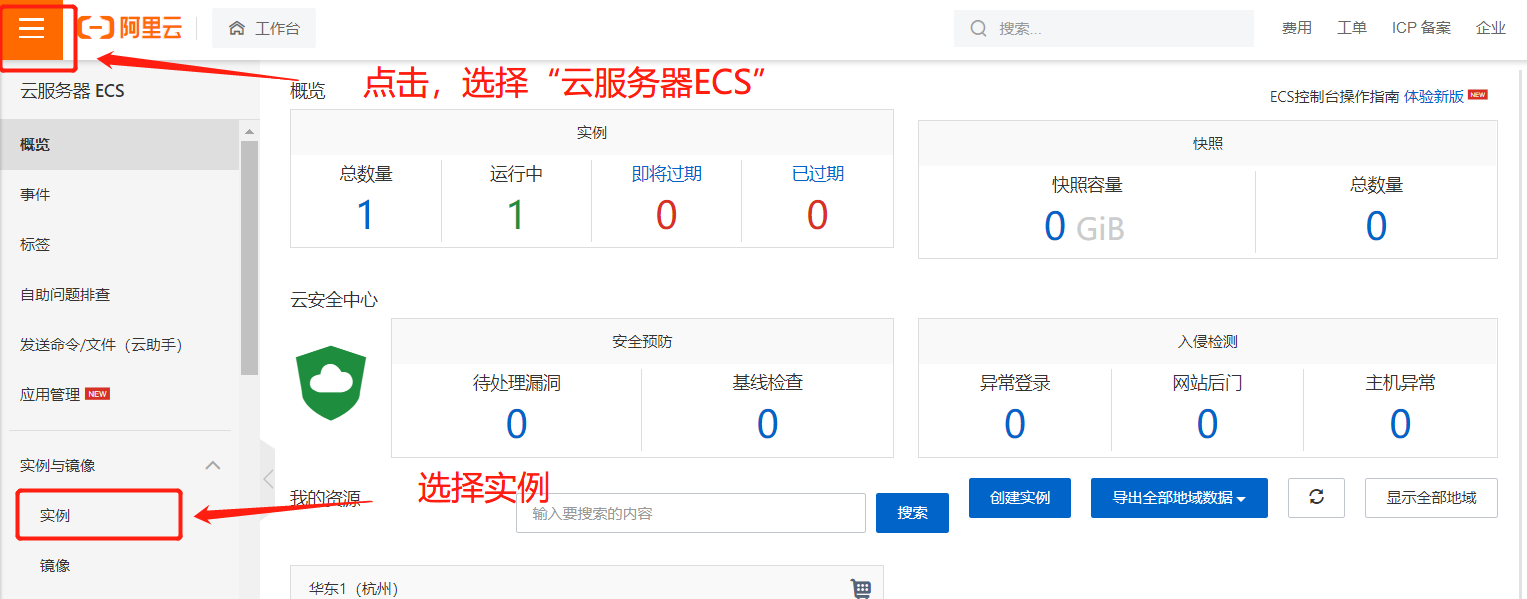 阿里云
工作台
搜索...
费用
工单
ICP 备案
企业
点击，选择“云服务器ECS”
云服务器 ECS
概览
ECS控制台操作指南 体验新版 NEW
概览
事件
标签
自助问题排查
发送命令/文件（云助手）
应用管理 NEW
实例与镜像
实例
镜像
实例
总数量
运行中
即将过期
已过期
1
1
0
0
快照
快照容量
总数量
0 GiB
0
云安全中心
安全预防
待处理漏洞
基线检查
0
0
入侵检测
异常登录
网站后门
主机异常
0
0
0
选择实例
我的资源
输入要搜索的内容
搜索
创建实例
导出全部地域数据
显示全部地域
华东1（杭州）